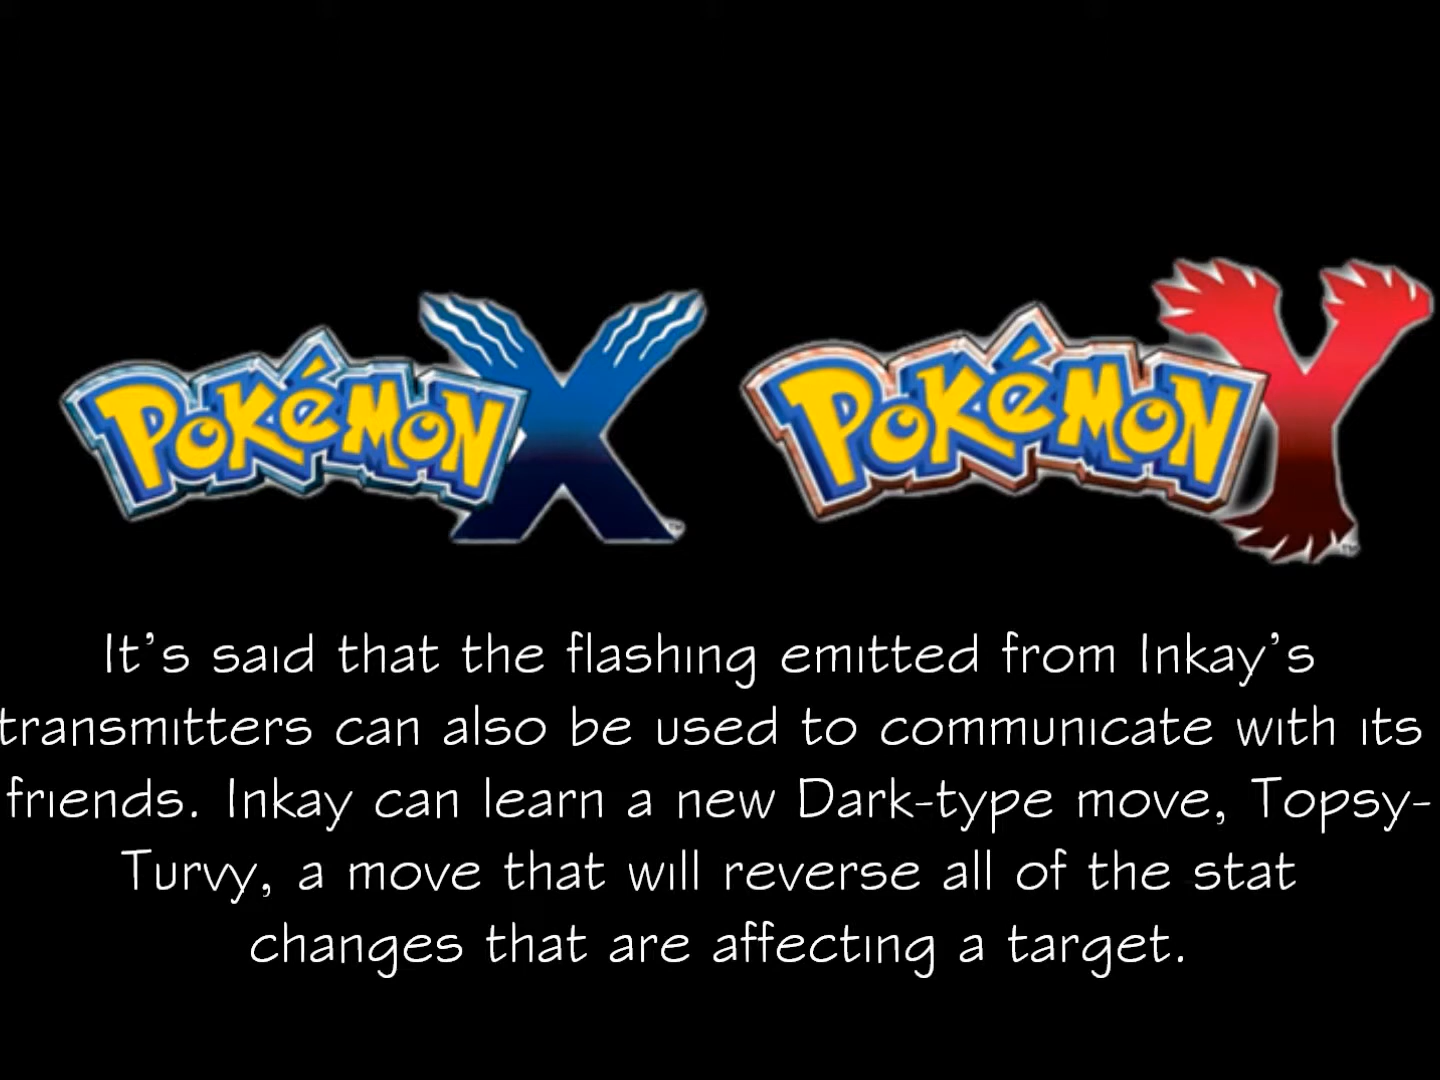 POKéMON X POKéMON Y
TM TM
It's said that the flashing emitted from Inkay's
transmitters can also be used to communicate with its
friends. Inkay can learn a new Dark-type move, Topsy-
Turvy, a move that will reverse all of the stat
changes that are affecting a target.